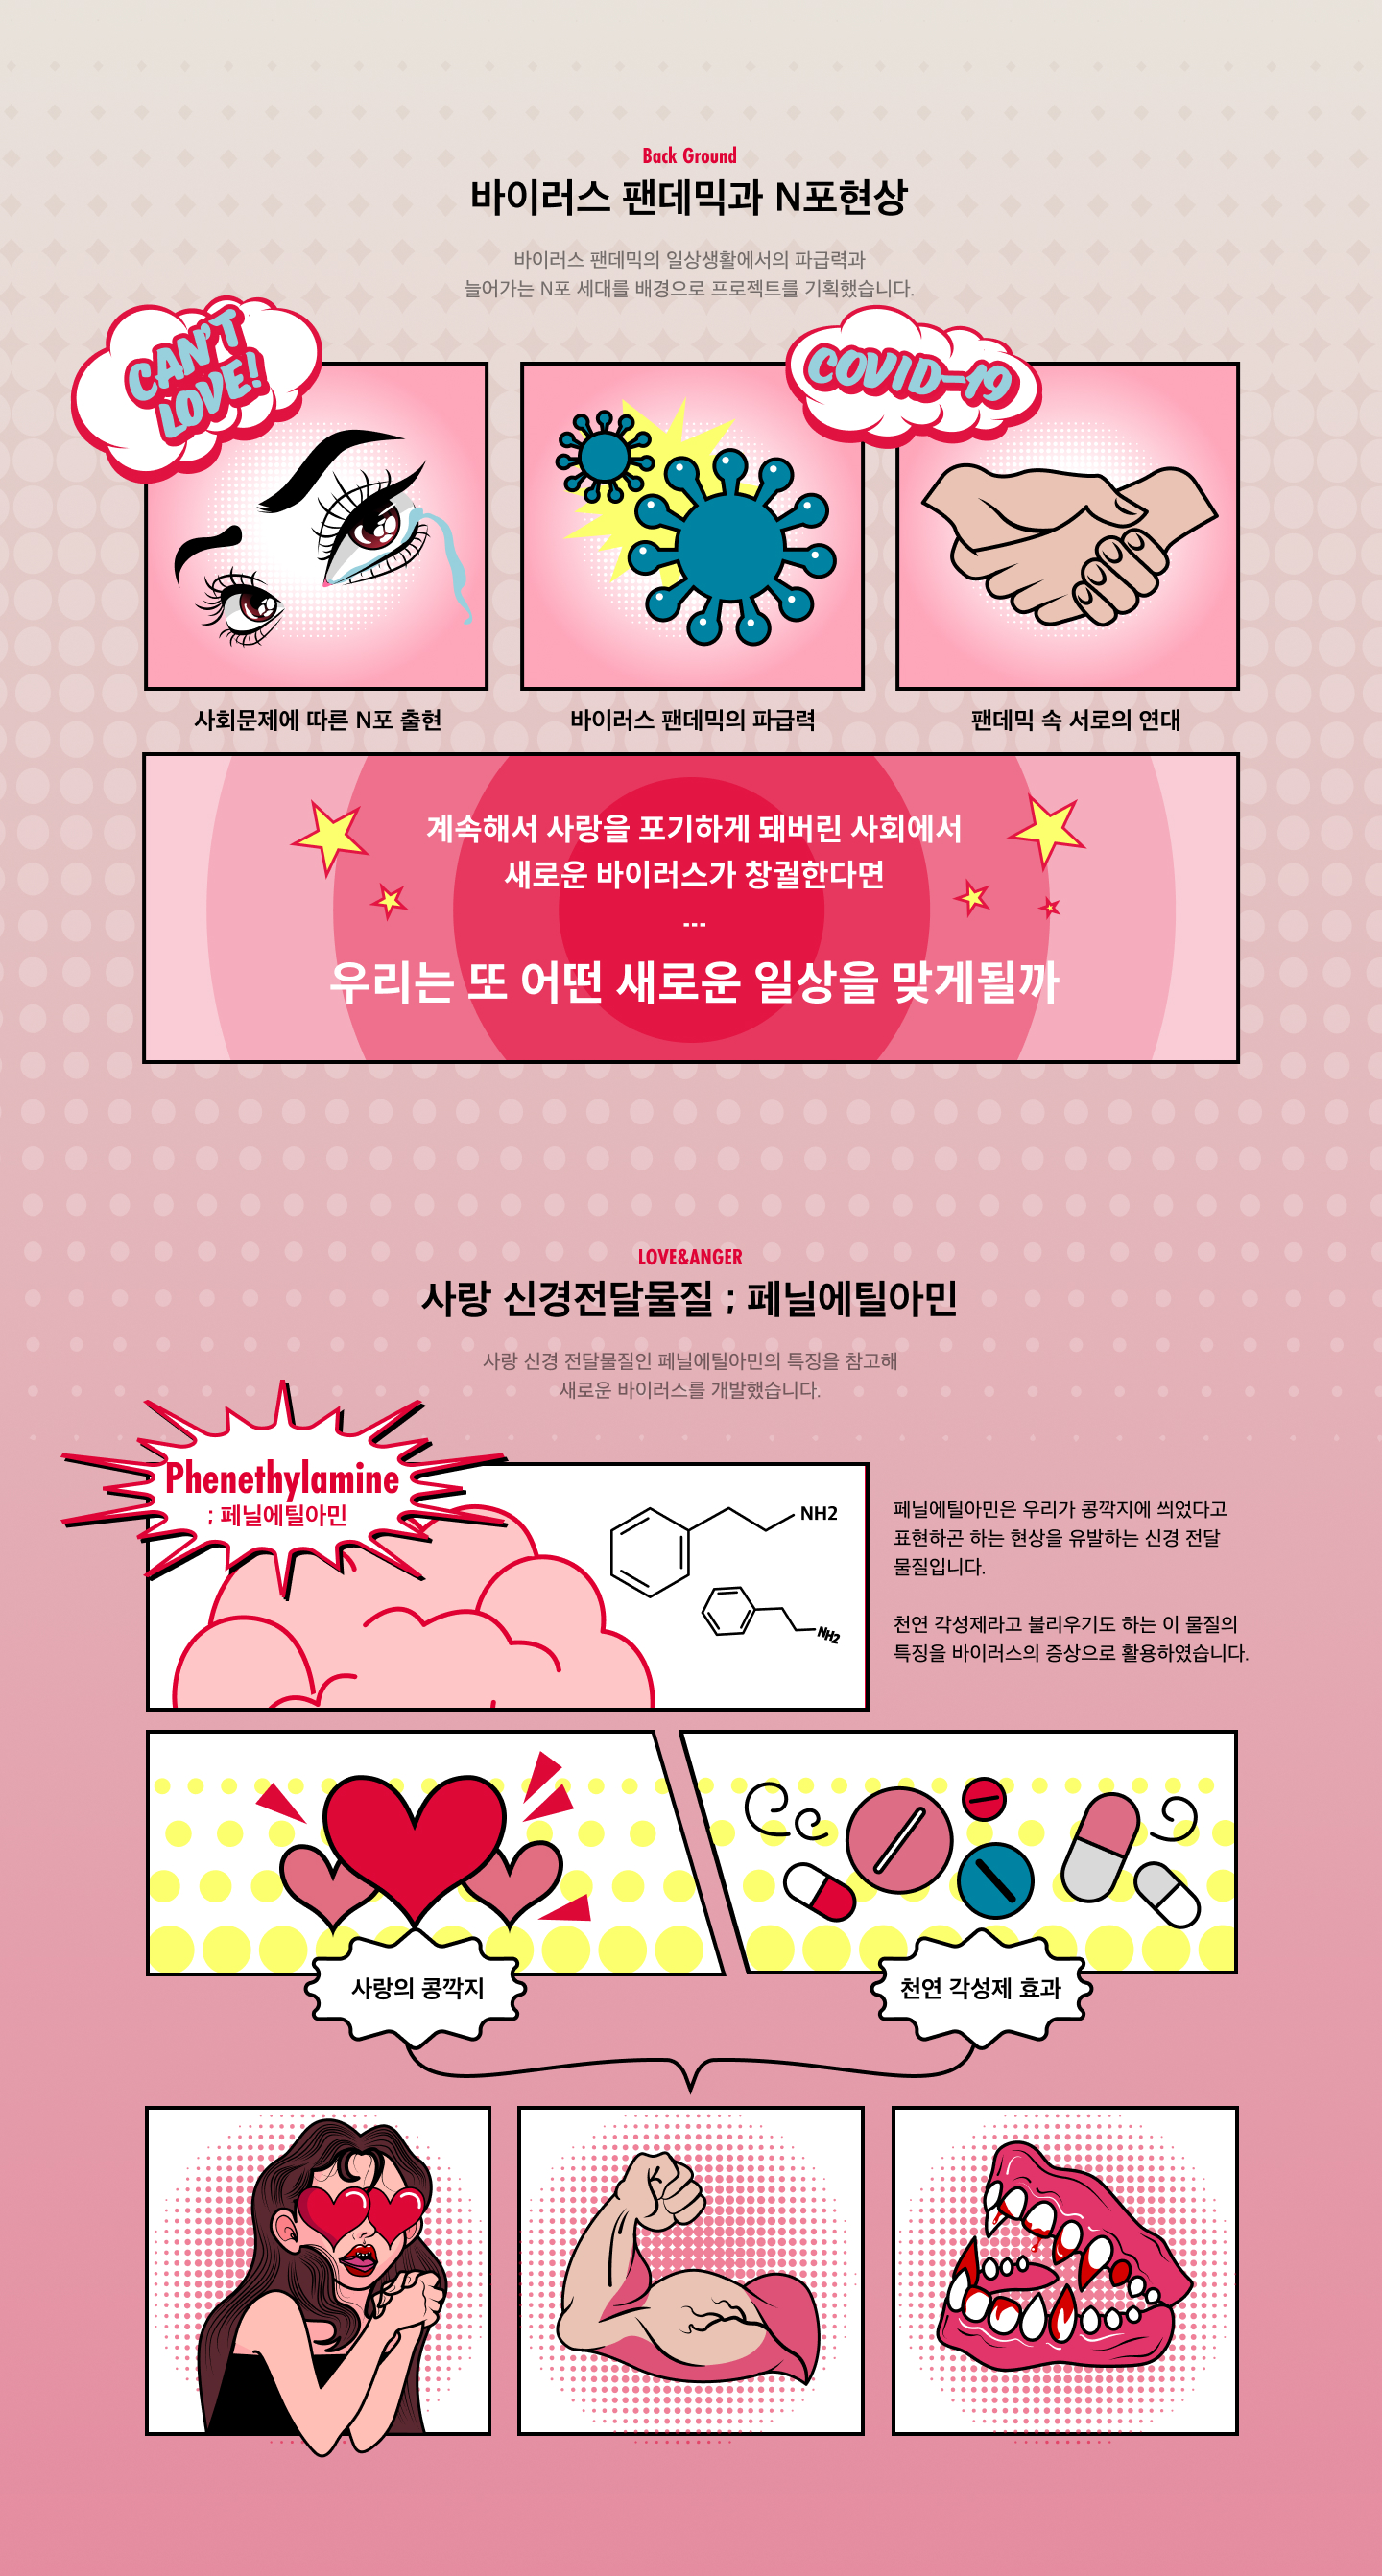 Back Ground
바이러스 팬데믹과 N포현상
바이러스 팬데믹의 일상생활에서의 파급력과
늘어가는 N포 세대를 배경으로 프로젝트를 기획했습니다.
CAN'T
LOVE!
COVID-19
사회문제에 따른 N포 출현
바이러스 팬데믹의 파급력
팬데믹 속 서로의 연대
계속해서 사랑을 포기하게 돼버린 사회에서
새로운 바이러스가 창궐한다면
---
우리는 또 어떤 새로운 일상을 맞게될까
LOVE&ANGER
사랑 신경전달물질 ; 페닐에틸아민
사랑 신경 전달물질인 페닐에틸아민의 특징을 참고해
새로운 바이러스를 개발했습니다.
Phenethylamine
; 페닐에틸아민
NH2
NH2
페닐에틸아민은 우리가 콩깍지에 씌었다고
표현하곤 하는 현상을 유발하는 신경 전달
물질입니다.
천연 각성제라고 불리우기도 하는 이 물질의
특징을 바이러스의 증상으로 활용하였습니다.
사랑의 콩깍지
천연 각성제 효과